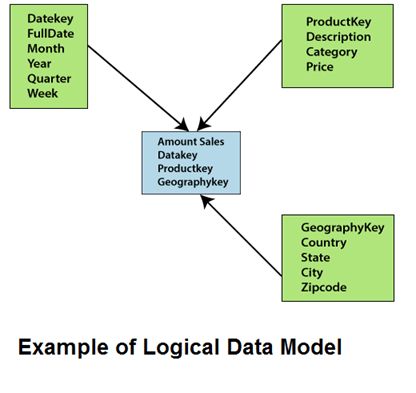 Datekey
FullDate
Month
Year
Quarter
Week
ProductKey
Description
Category
Price
Amount Sales
Datakey
Productkey
Geographykey
GeographyKey
Country
State
City
Zipcode
Example of Logical Data Model